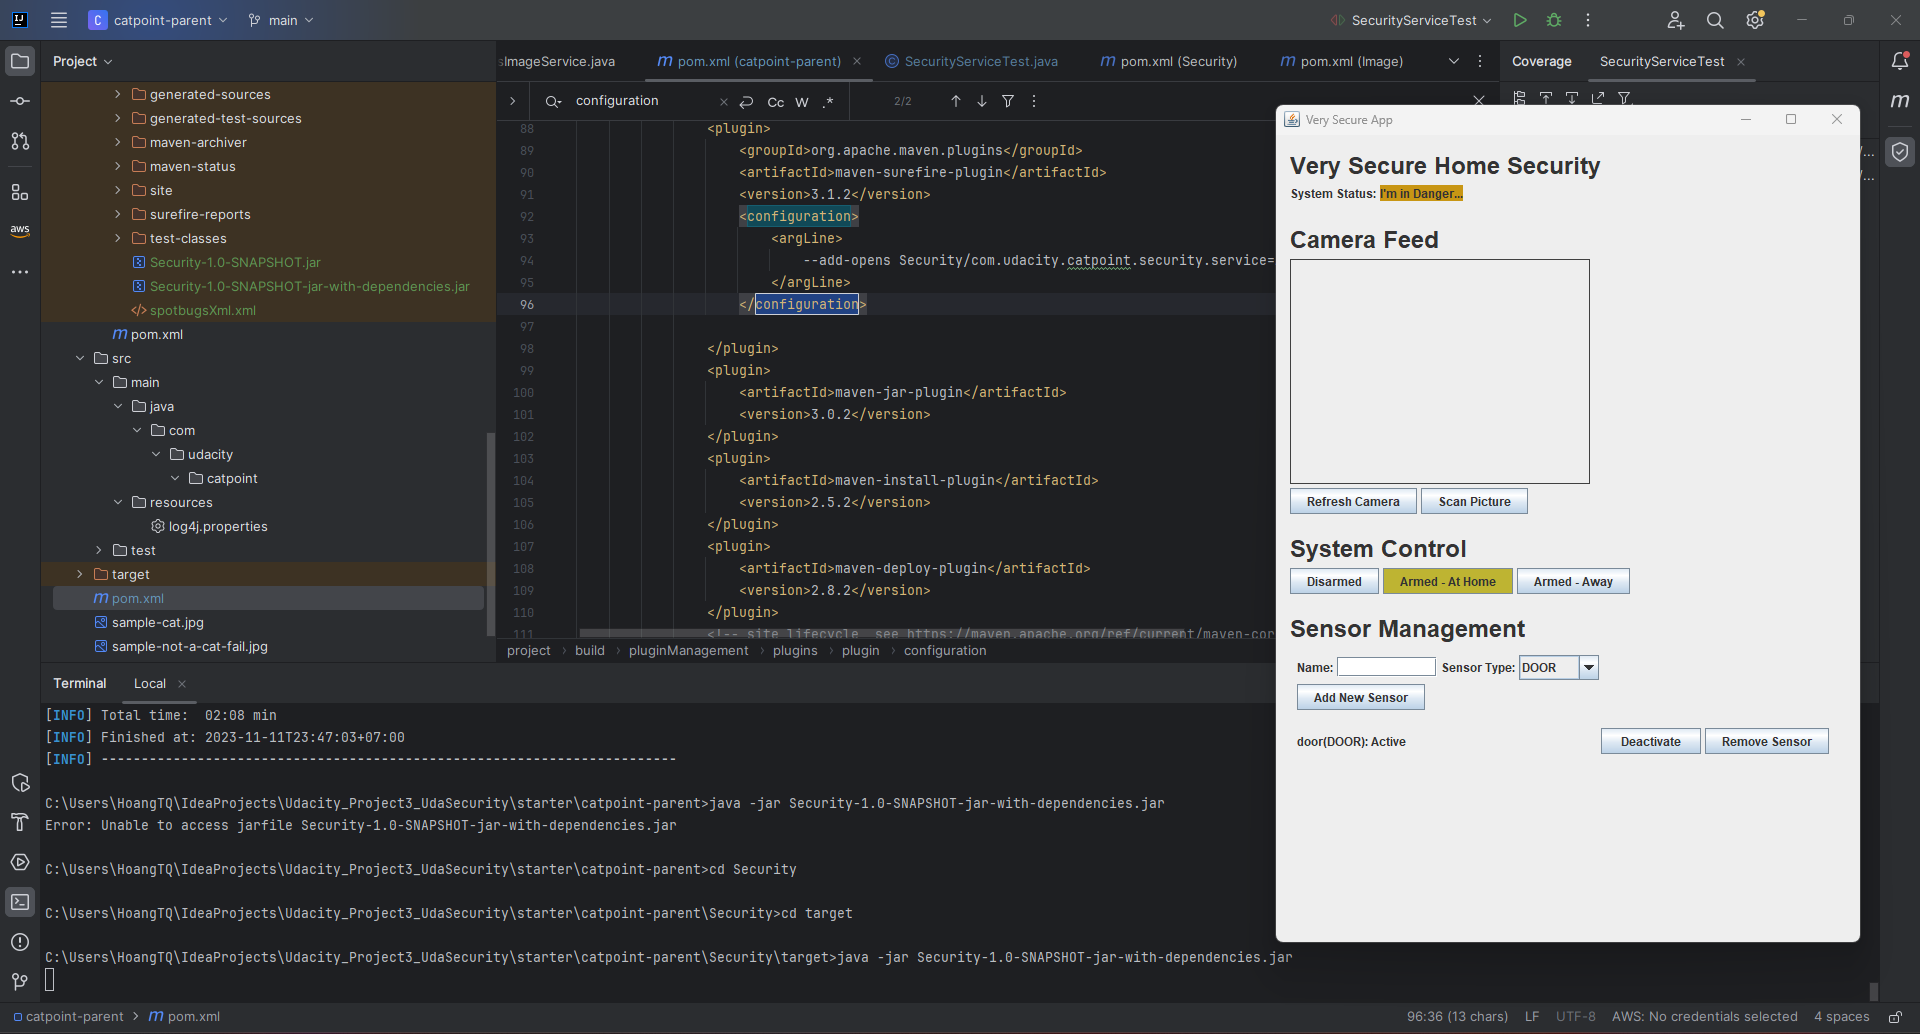 catpoint-parent
main
SecurityServiceTest
Project
sImageService.java
pom.xml (catpoint-parent)
SecurityServiceTest.java
pom.xml (Security)
pom.xml (Image)
Coverage
SecurityServiceTest
configuration
Cc
W
.*
2/2
generated-sources
generated-test-sources
maven-archiver
maven-status
site
surefire-reports
test-classes
Security-1.0-SNAPSHOT.jar
Security-1.0-SNAPSHOT-jar-with-dependencies.jar
spotbugsXml.xml
pom.xml
src
main
java
com
udacity
catpoint
resources
log4j.properties
test
target
pom.xml
sample-cat.jpg
sample-not-a-cat-fail.jpg
aws
88 <plugin>
89 <groupId>org.apache.maven.plugins</groupId>
90 <artifactId>maven-surefire-plugin</artifactId>
91 <version>3.1.2</version>
92 <configuration>
93 <argLine>
94 --add-opens Security/com.udacity.catpoint.security.service=
95 </argLine>
96 </configuration>
97
98 </plugin>
99 <plugin>
100 <artifactId>maven-jar-plugin</artifactId>
101 <version>3.0.2</version>
102 </plugin>
103 <plugin>
104 <artifactId>maven-install-plugin</artifactId>
105 <version>2.5.2</version>
106 </plugin>
107 <plugin>
108 <artifactId>maven-deploy-plugin</artifactId>
109 <version>2.8.2</version>
110 </plugin>
111 <!-- site lifecycle, see https://maven.apache.org/ref/current/maven-cor
project > build > pluginManagement > plugins > plugin > configuration
Very Secure App
Very Secure Home Security
System Status: I'm in Danger...
Camera Feed
Refresh Camera
Scan Picture
System Control
Disarmed
Armed - At Home
Armed - Away
Sensor Management
Name:
Sensor Type: DOOR
Add New Sensor
door(DOOR): Active
Deactivate
Remove Sensor
Terminal
Local
[INFO] Total time:  02:08 min
[INFO] Finished at: 2023-11-11T23:47:03+07:00
[INFO] ------------------------------------------------------------------------
C:\Users\HoangTQ\IdeaProjects\Udacity_Project3_UdaSecurity\starter\catpoint-parent>java -jar Security-1.0-SNAPSHOT-jar-with-dependencies.jar
Error: Unable to access jarfile Security-1.0-SNAPSHOT-jar-with-dependencies.jar
C:\Users\HoangTQ\IdeaProjects\Udacity_Project3_UdaSecurity\starter\catpoint-parent>cd Security
C:\Users\HoangTQ\IdeaProjects\Udacity_Project3_UdaSecurity\starter\catpoint-parent\Security>cd target
C:\Users\HoangTQ\IdeaProjects\Udacity_Project3_UdaSecurity\starter\catpoint-parent\Security\target>java -jar Security-1.0-SNAPSHOT-jar-with-dependencies.jar
catpoint-parent > pom.xml
96:36 (13 chars)
LF
UTF-8
AWS: No credentials selected
4 spaces